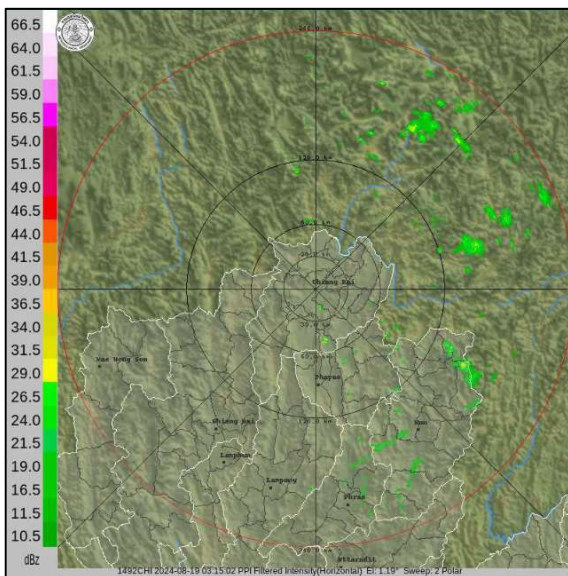 66.5
64.0
61.5
59.0
56.5
54.0
51.5
49.0
46.5
44.0
41.5
39.0
36.5
34.0
31.5
29.0
26.5
24.0
21.5
19.0
16.5
14.0
10.5
dBz
Chiang Rai
Mae Hong Son
Phayao
Chiang Mai
Nan
Lamphun
Lampang
Phrae
Uttaradit
1492CHI 2024-08-19 03:15:02 PPI Filtered Intensity(Horizontal) El: 1.19° Sweep: 2 Polar